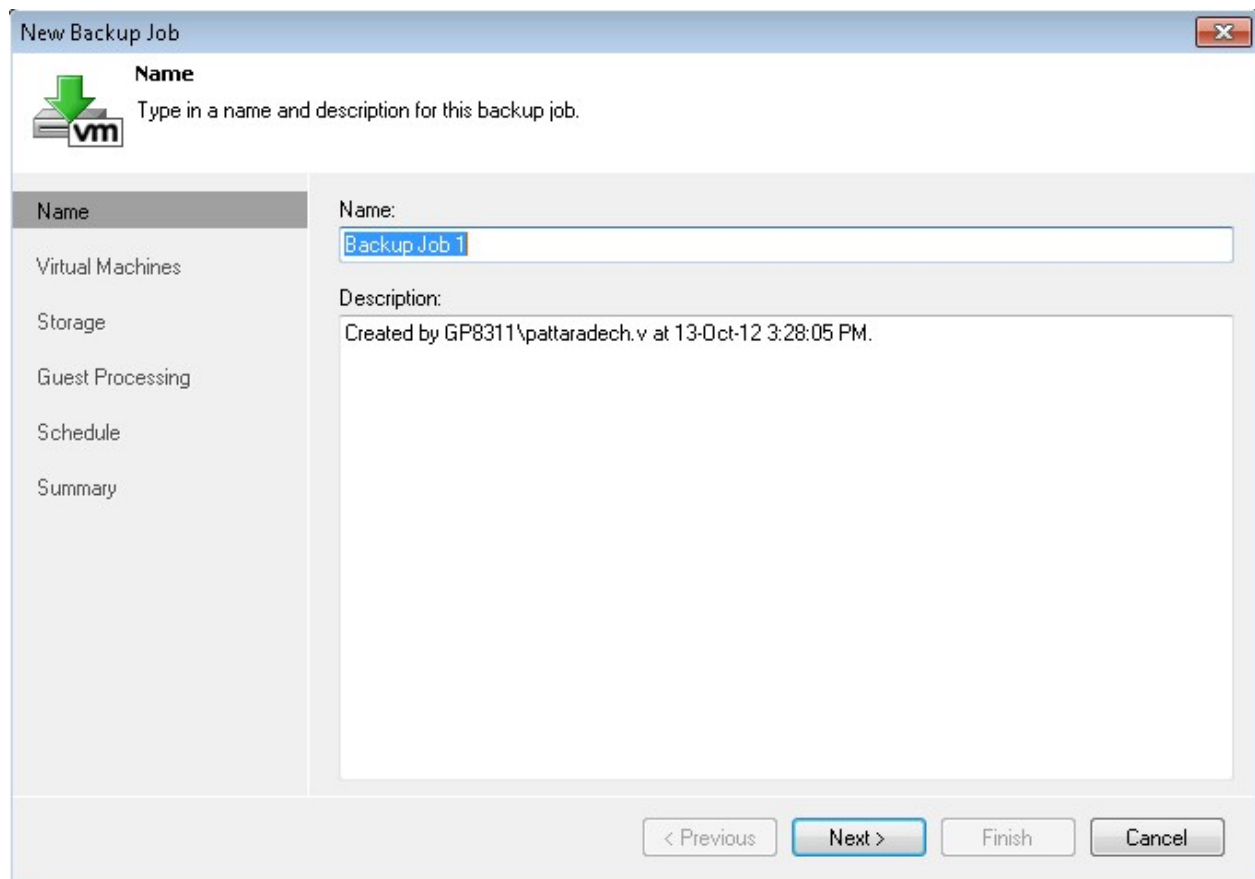 New Backup Job
Name
Type in a name and description for this backup job.
vm
Name
Virtual Machines
Storage
Guest Processing
Schedule
Summary
Name:
Backup Job 1
Description:
Created by GP8311\pattaradech.v at 13-Oct-12 3:28:05 PM.
< Previous
Next >
Finish
Cancel